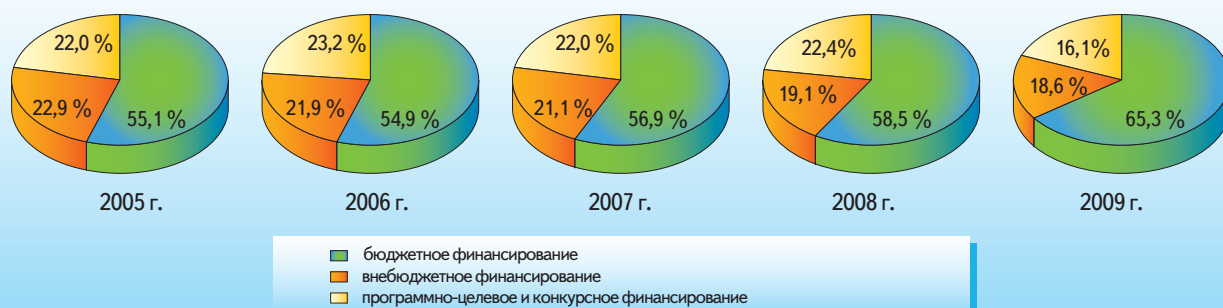 22,0 %
22,9 %
55,1 %
2005 г.
23,2 %
21,9 %
54,9 %
2006 г.
22,0 %
21,1 %
56,9 %
2007 г.
22,4%
19,1 %
58,5 %
2008 г.
16,1%
18,6 %
65,3 %
2009 г.
бюджетное финансирование
внебюджетное финансирование
программно-целевое и конкурсное финансирование